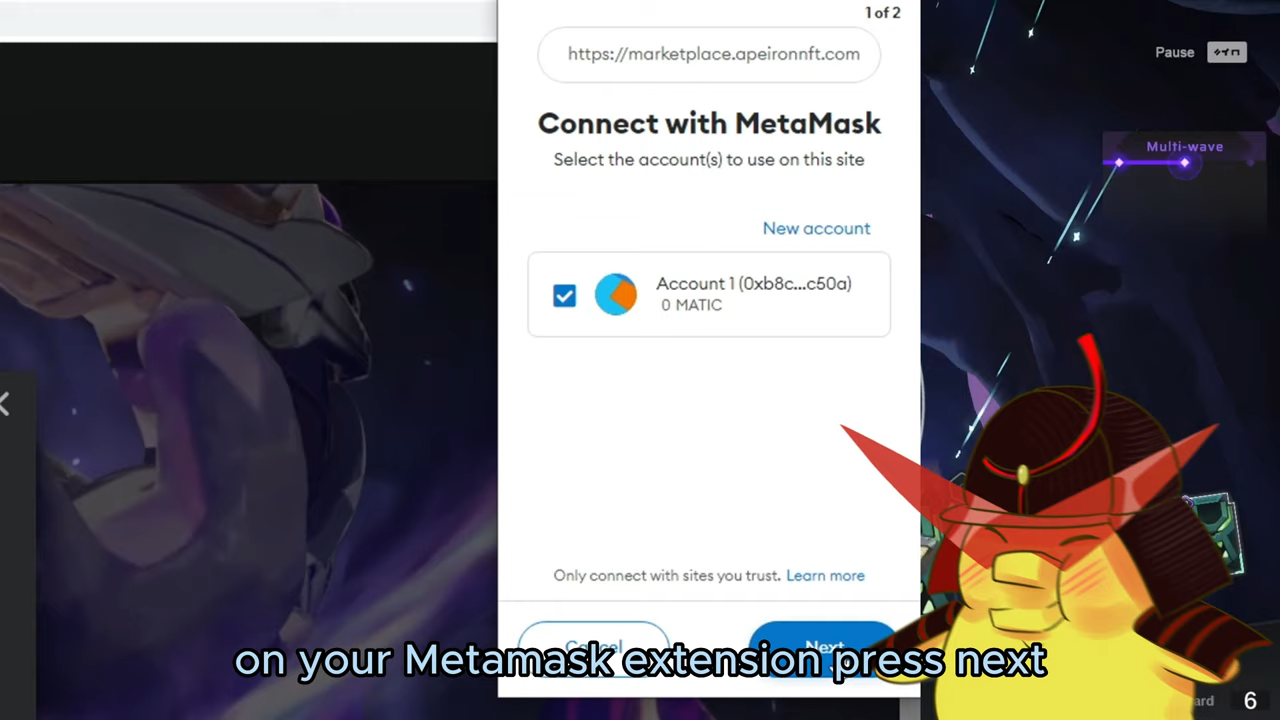 1 of 2
https://marketplace.apeironnft.com
Pause
Connect with MetaMask
Select the account(s) to use on this site
Multi-wave
New account
Account 1 (0xb8c...c50a)
0 MATIC
Only connect with sites you trust. Learn more
Cancel
Next
on your Metamask extension press next
6